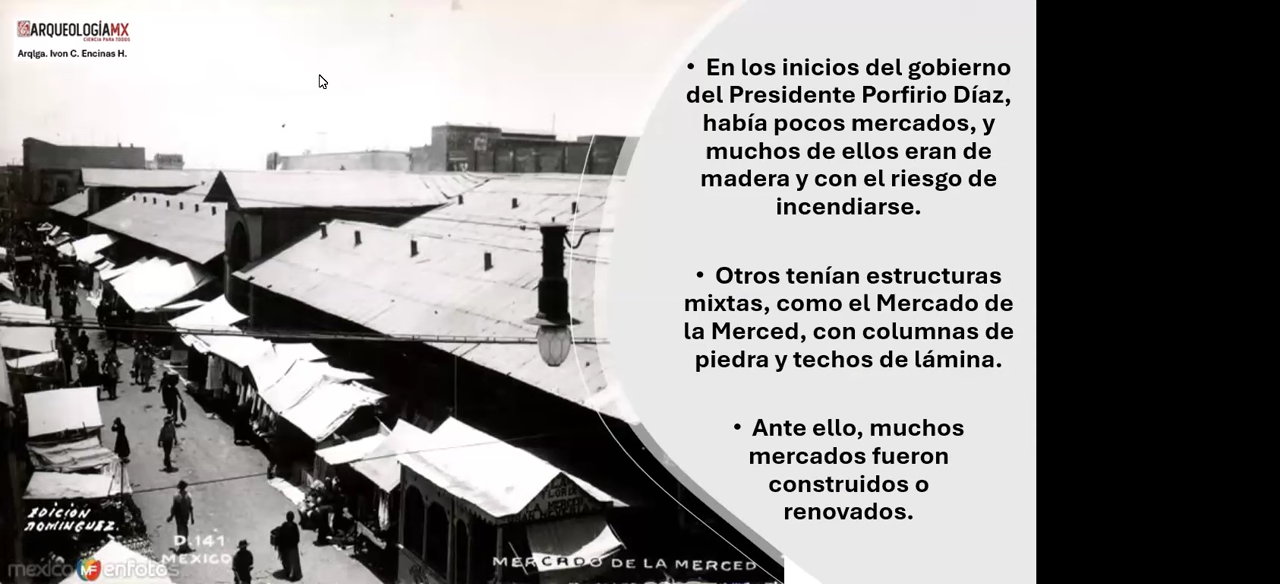 ARQUEOLOGÍAMX
CIENCIA PARA TODOS
Arqlga. Ivon C. Encinas H.
• En los inicios del gobierno
del Presidente Porfirio Díaz,
había pocos mercados, y
muchos de ellos eran de
madera y con el riesgo de
incendiarse.
• Otros tenían estructuras
mixtas, como el Mercado de
la Merced, con columnas de
piedra y techos de lámina.
• Ante ello, muchos
mercados fueron
construidos o
renovados.
LA MERCED
EDICION
DOMINGUEZ.
D.141
MEXICO
MERCADO DE LA MERCED
mexico MF enfotos